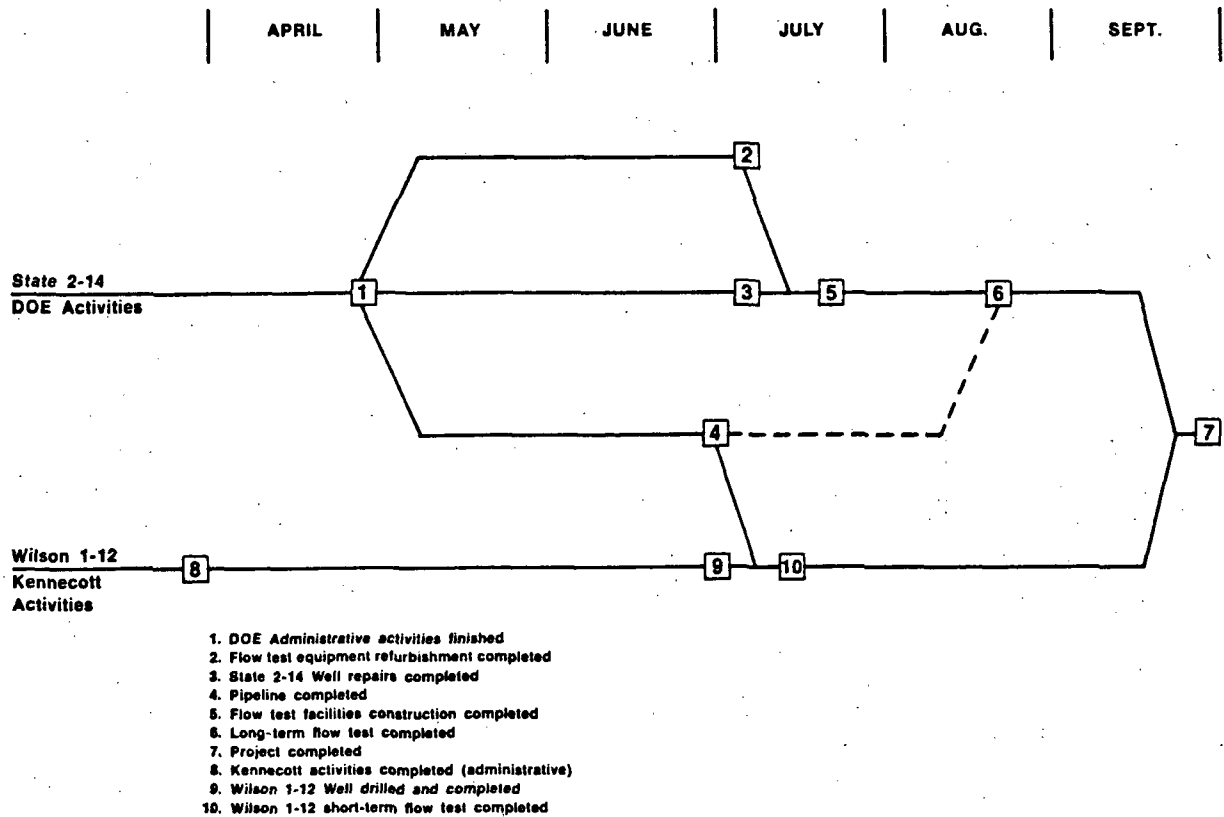 APRIL MAY JUNE JULY AUG. SEPT.
2
State 2-14
DOE Activities
1 3 5 6
4 7
Wilson 1-12
Kennecott
Activities
8 9 10
1. DOE Administrative activities finished
2. Flow test equipment refurbishment completed
3. State 2-14 Well repairs completed
4. Pipeline completed
5. Flow test facilities construction completed
6. Long-term flow test completed
7. Project completed
8. Kennecott activities completed (administrative)
9. Wilson 1-12 Well drilled and completed
10. Wilson 1-12 short-term flow test completed